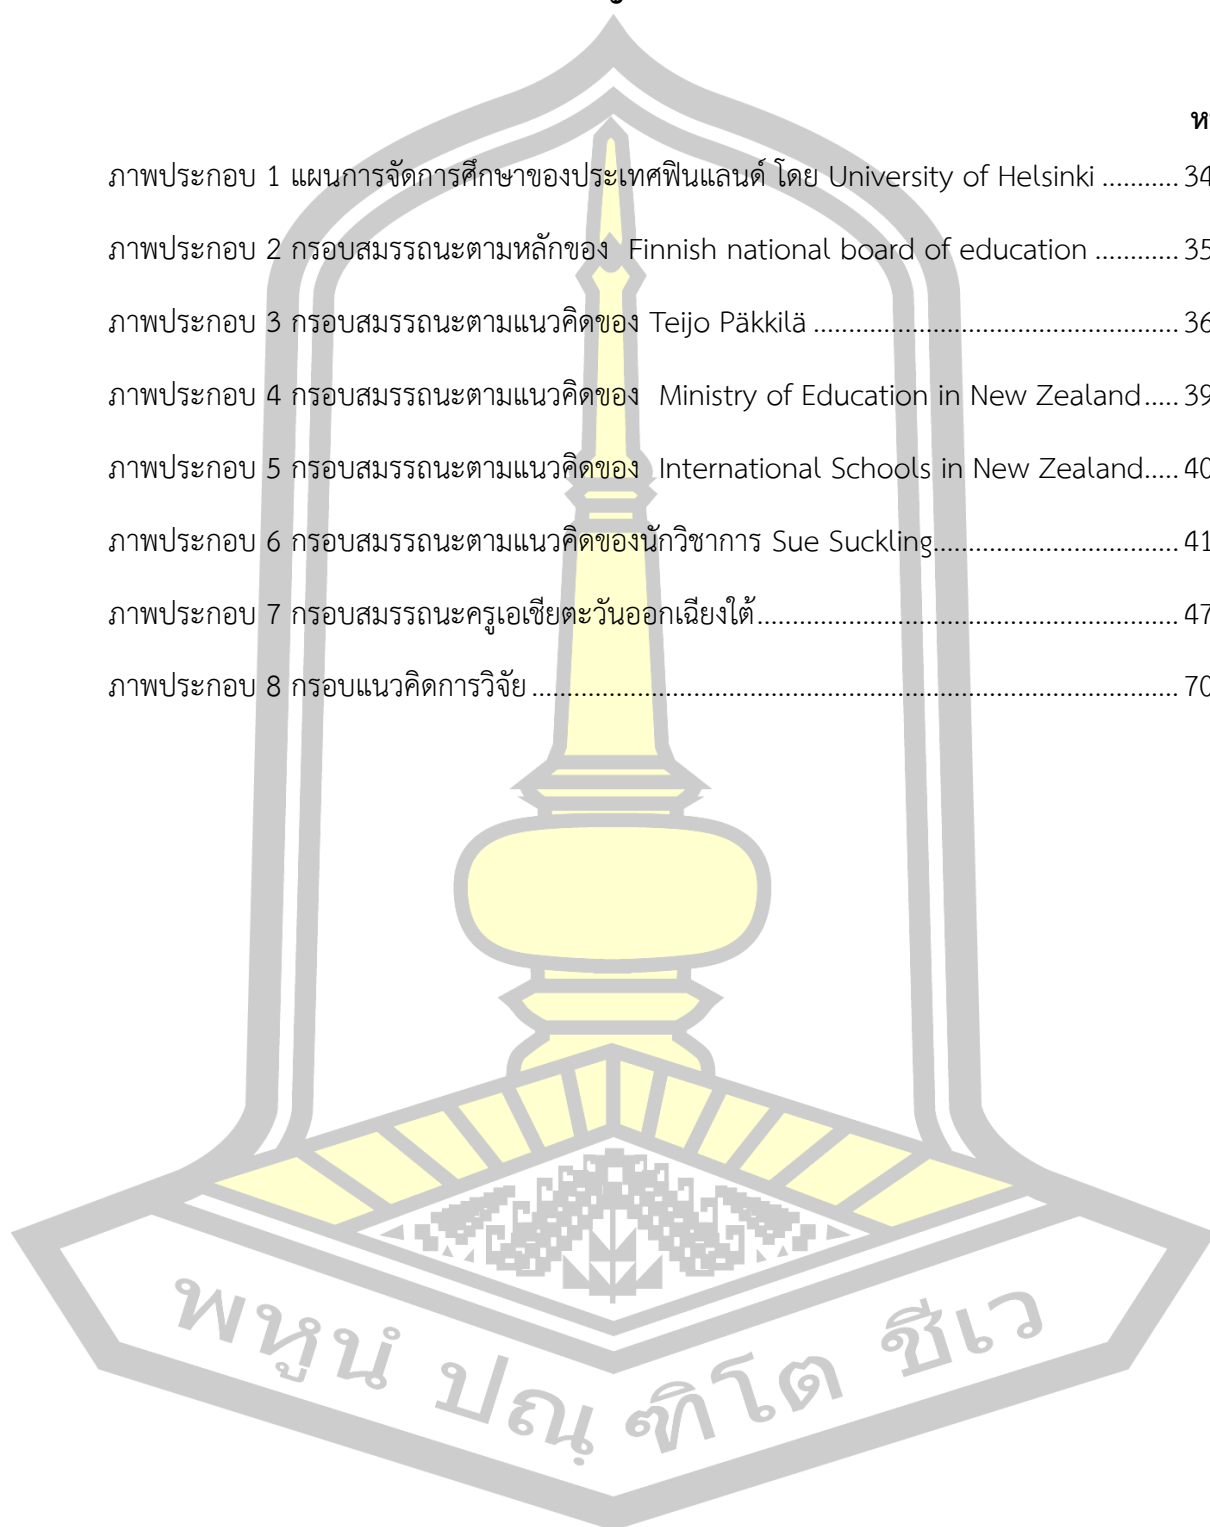 ภาพประกอบ 1 แผนการจัดการศึกษาของประเทศฟินแลนด์ โดย University of Helsinki ........... 34
ภาพประกอบ 2 กรอบสมรรถนะตามหลักของ Finnish national board of education ............ 35
ภาพประกอบ 3 กรอบสมรรถนะตามแนวคิดของ Teijo Päkkilä .................................................... 36
ภาพประกอบ 4 กรอบสมรรถนะตามแนวคิดของ Ministry of Education in New Zealand..... 39
ภาพประกอบ 5 กรอบสมรรถนะตามแนวคิดของ International Schools in New Zealand..... 40
ภาพประกอบ 6 กรอบสมรรถนะตามแนวคิดของนักวิชาการ Sue Suckling................................... 41
ภาพประกอบ 7 กรอบสมรรถนะครูเอเชียตะวันออกเฉียงใต้............................................................ 47
ภาพประกอบ 8 กรอบแนวคิดการวิจัย ............................................................................................ 70
พหูนํ ปณฺฑิโต ชีเว